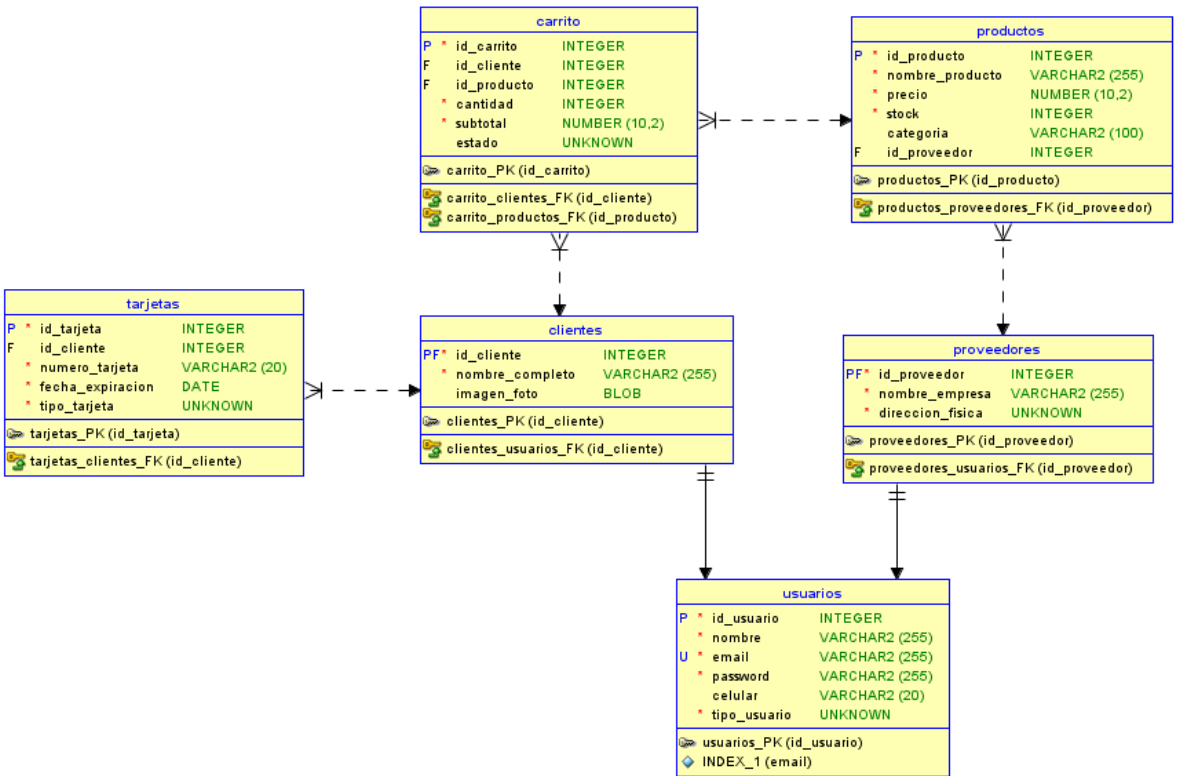 carrito
P * id_carrito INTEGER
F id_cliente INTEGER
F id_producto INTEGER
* cantidad INTEGER
* subtotal NUMBER (10,2)
estado UNKNOWN
carrito_PK (id_carrito)
carrito_clientes_FK (id_cliente)
carrito_productos_FK (id_producto)
productos
P * id_producto INTEGER
* nombre_producto VARCHAR2 (255)
* precio NUMBER (10,2)
* stock INTEGER
categoria VARCHAR2 (100)
F id_proveedor INTEGER
productos_PK (id_producto)
productos_proveedores_FK (id_proveedor)
tarjetas
P * id_tarjeta INTEGER
F id_cliente INTEGER
* numero_tarjeta VARCHAR2 (20)
* fecha_expiracion DATE
* tipo_tarjeta UNKNOWN
tarjetas_PK (id_tarjeta)
tarjetas_clientes_FK (id_cliente)
clientes
PF* id_cliente INTEGER
* nombre_completo VARCHAR2 (255)
imagen_foto BLOB
clientes_PK (id_cliente)
clientes_usuarios_FK (id_cliente)
proveedores
PF* id_proveedor INTEGER
* nombre_empresa VARCHAR2 (255)
* direccion_fisica UNKNOWN
proveedores_PK (id_proveedor)
proveedores_usuarios_FK (id_proveedor)
usuarios
P * id_usuario INTEGER
* nombre VARCHAR2 (255)
U * email VARCHAR2 (255)
* password VARCHAR2 (255)
celular VARCHAR2 (20)
* tipo_usuario UNKNOWN
usuarios_PK (id_usuario)
INDEX_1 (email)